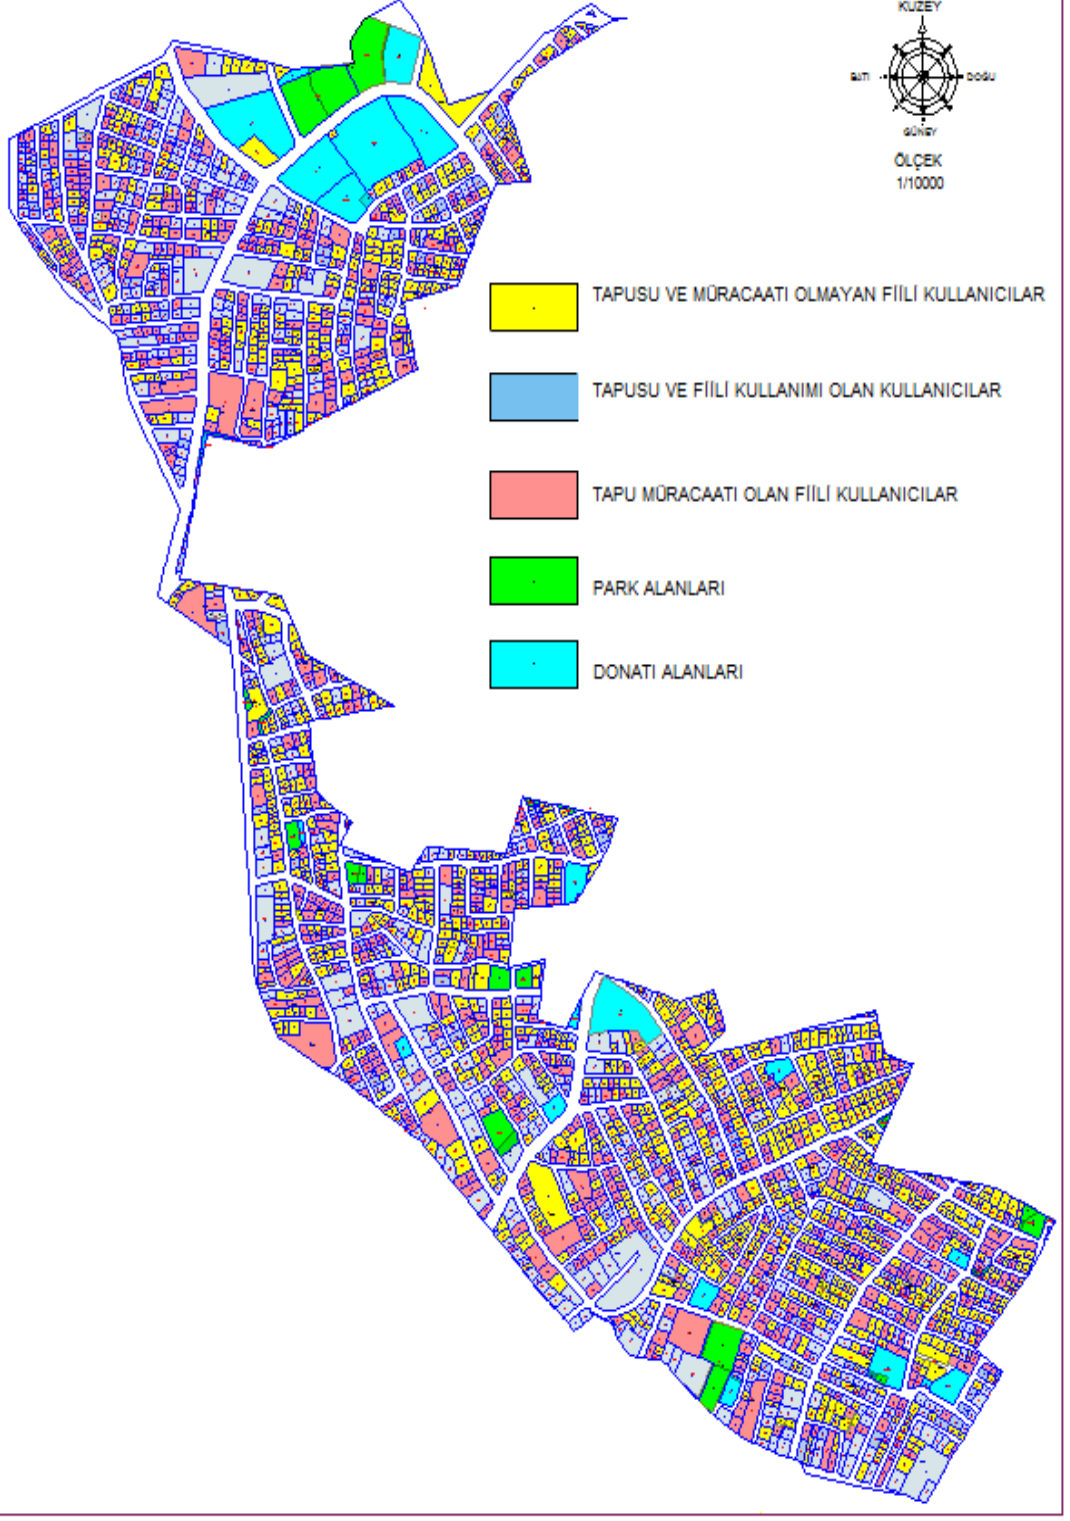 KUZEY
BATI
DOĞU
GÜNEY
ÖLÇEK
1/10000
TAPUSU VE MÜRACAATI OLMAYAN FİİLİ KULLANICILAR
TAPUSU VE FİİLİ KULLANIMI OLAN KULLANICILAR
TAPU MÜRACAATI OLAN FİİLİ KULLANICILAR
PARK ALANLARI
DONATI ALANLARI